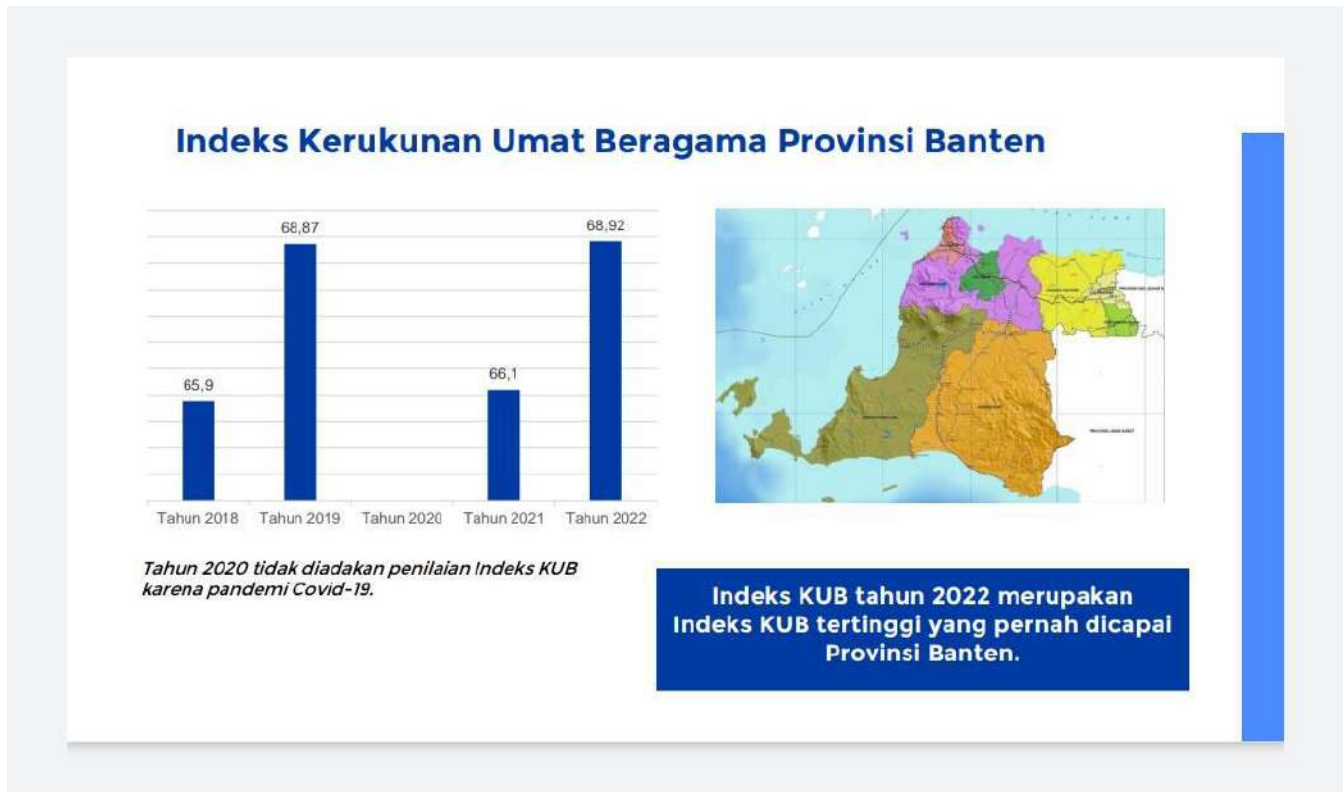 Indeks Kerukunan Umat Beragama Provinsi Banten
68,87
68,92
65,9
66,1
Tahun 2018
Tahun 2019
Tahun 2020
Tahun 2021
Tahun 2022
Tahun 2020 tidak diadakan penilaian Indeks KUB
karena pandemi Covid-19.
Indeks KUB tahun 2022 merupakan
Indeks KUB tertinggi yang pernah dicapai
Provinsi Banten.